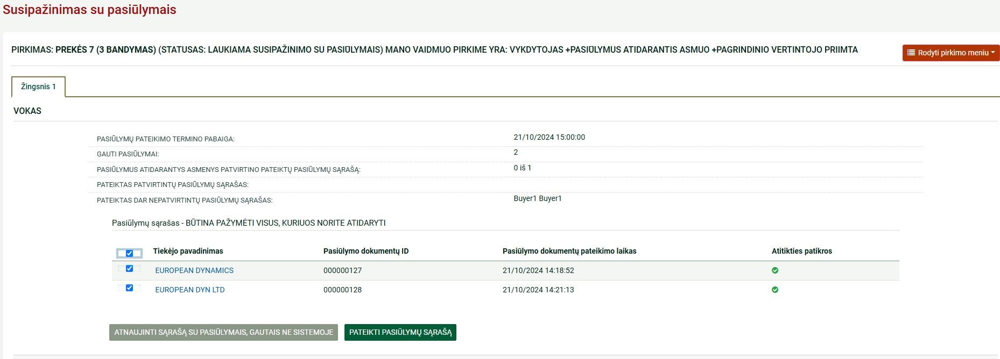 Susipažinimas su pasiūlymais
PIRKIMAS: PREKĖS 7 (3 BANDYMAS) (STATUSAS: LAUKIAMA SUSIPAŽINIMO SU PASIŪLYMAIS) MANO VAIDMUO PIRKIME YRA: VYKDYTOJAS +PASIŪLYMUS ATIDARANTIS ASMUO +PAGRINDINIO VERTINTOJO PRIIMTA
Rodyti pirkimo meniu
Žingsnis 1
VOKAS
PASIŪLYMŲ PATEIKIMO TERMINO PABAIGA: 21/10/2024 15:00:00
GAUTI PASIŪLYMAI: 2
PASIŪLYMUS ATIDARANTYS ASMENYS PATVIRTINO PATEIKTŲ PASIŪLYMŲ SĄRAŠĄ: 0 iš 1
PATEIKTAS PATVIRTINTŲ PASIŪLYMŲ SĄRAŠAS:
PATEIKTAS DAR NEPATVIRTINTŲ PASIŪLYMŲ SĄRAŠAS: Buyer1 Buyer1
Pasiūlymų sąrašas - BŪTINA PAŽYMĖTI VISUS, KURIUOS NORITE ATIDARYTI
Tiekėjo pavadinimas Pasiūlymo dokumentų ID Pasiūlymo dokumentų pateikimo laikas Atitikties patikros
EUROPEAN DYNAMICS 000000127 21/10/2024 14:18:52
EUROPEAN DYN LTD 000000128 21/10/2024 14:21:13
ATNAUJINTI SĄRAŠĄ SU PASIŪLYMAIS, GAUTAIS NE SISTEMOJE PATEIKTI PASIŪLYMŲ SĄRAŠĄ